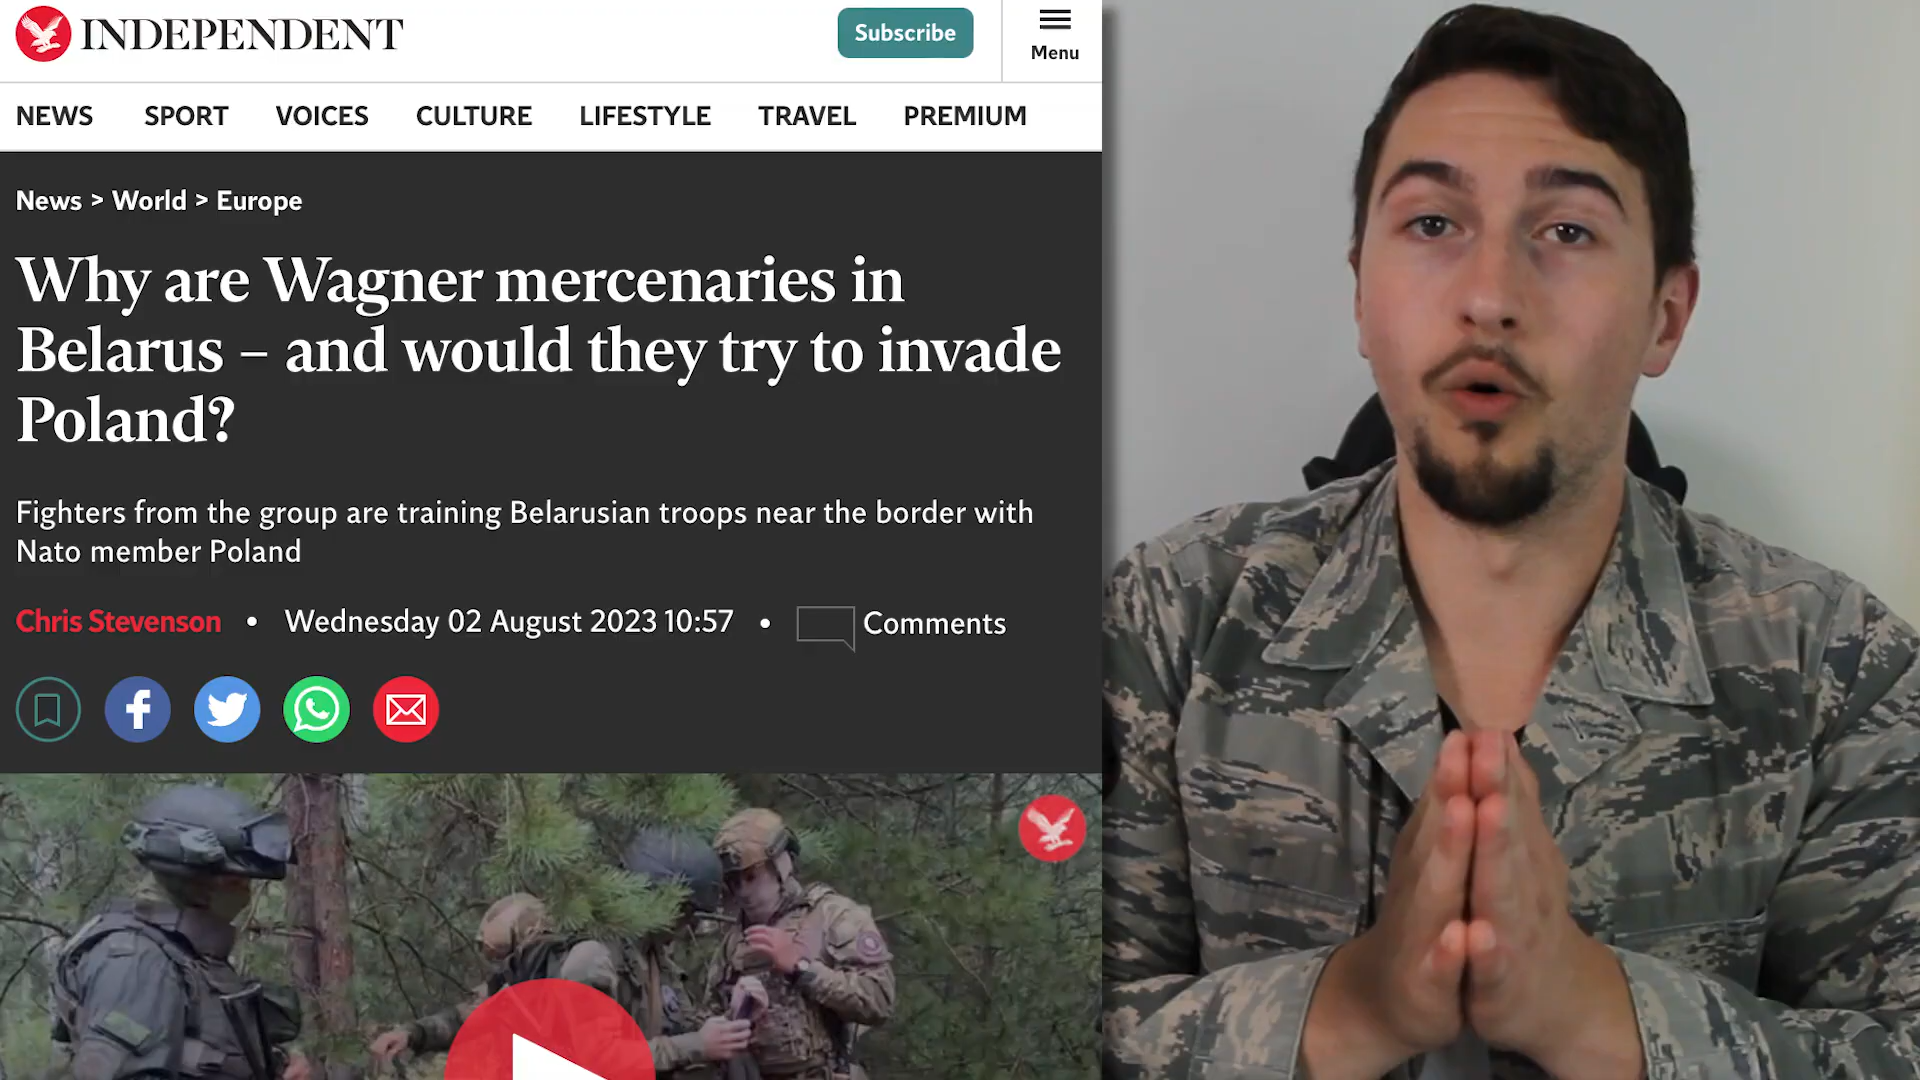 INDEPENDENT
Subscribe
Menu
NEWS SPORT VOICES CULTURE LIFESTYLE TRAVEL PREMIUM
News > World > Europe
Why are Wagner mercenaries in
Belarus – and would they try to invade
Poland?
Fighters from the group are training Belarusian troops near the border with
Nato member Poland
Chris Stevenson • Wednesday 02 August 2023 10:57 • Comments